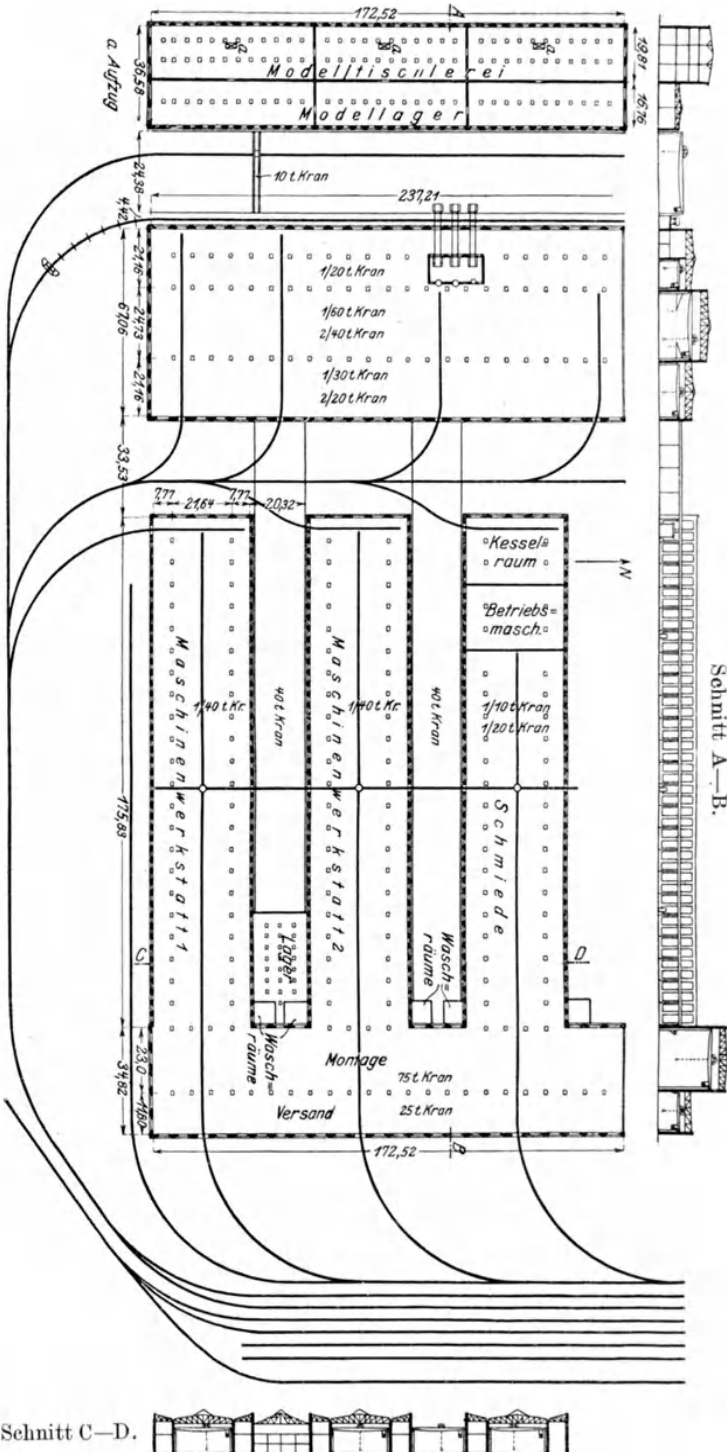 172,52
A
a
a
a
Modelltischlerei
Modellager
19,81
16,76
36,58
a. Aufzug
10 t Kran
24,38
4,42
237,21
1/20 t Kran
1/60 t Kran
2/40 t Kran
1/30 t Kran
2/20 t Kran
21,16
24,73
21,16
67,06
33,53
7,77
21,64
7,77
20,32
Kessel=
raum
Betriebs=
masch.
N
Maschinenwerkstatt 1
1/40 t Kr.
40 t Kran
Maschinenwerkstatt 2
1/40 t Kr.
40 t Kran
1/10 t Kran
1/20 t Kran
Schmiede
Schnitt A—B.
175,83
C
D
Lager
Wasch=
räume
Wasch=
räume
Montage
75 t Kran
Versand
25 t Kran
23,0
11,60
34,82
172,52
B
Schnitt C—D.